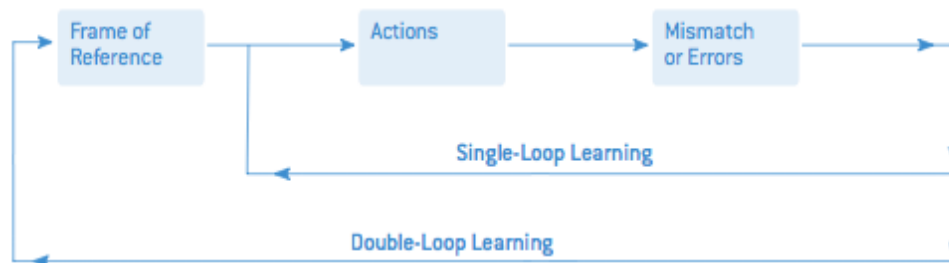 Frame of
Reference
Actions
Mismatch
or Errors
Single-Loop Learning
Double-Loop Learning